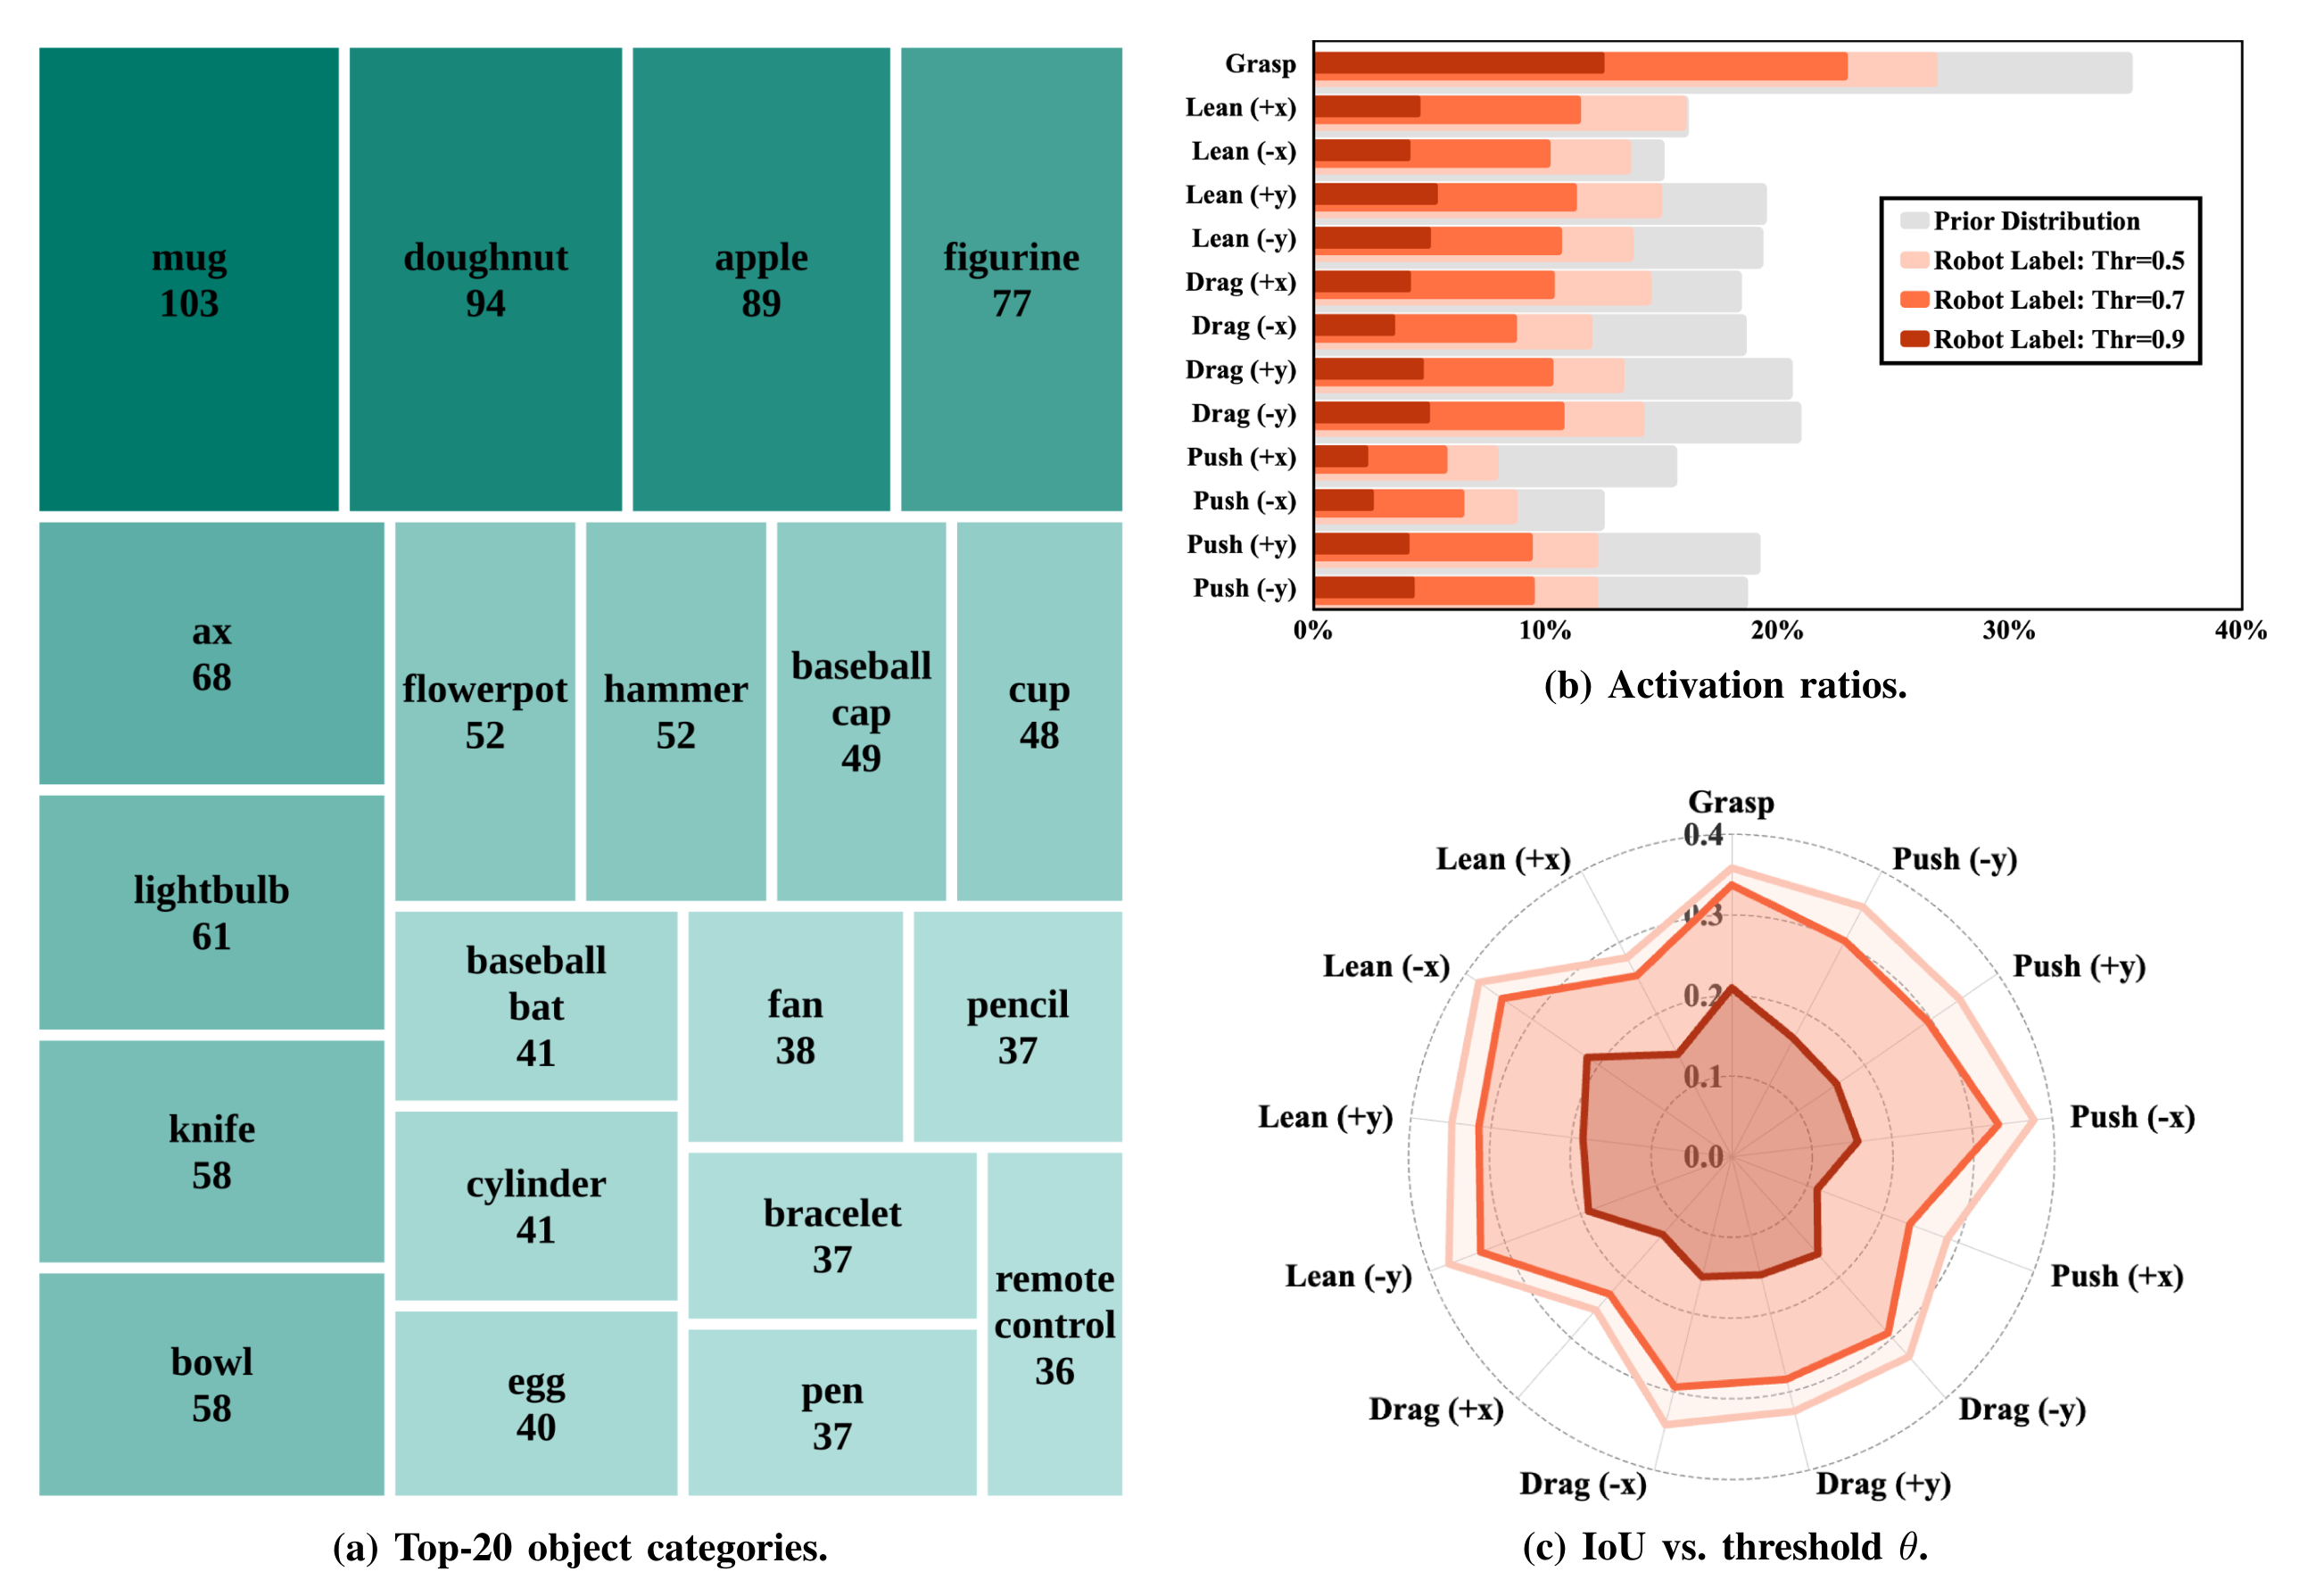 mug
103
doughnut
94
apple
89
figurine
77
ax
68
flowerpot
52
hammer
52
baseball
cap
49
cup
48
lightbulb
61
knife
58
bowl
58
baseball
bat
41
fan
38
pencil
37
cylinder
41
bracelet
37
remote
control
36
egg
40
pen
37
(a) Top-20 object categories.
Grasp
Lean (+x)
Lean (-x)
Lean (+y)
Lean (-y)
Drag (+x)
Drag (-x)
Drag (+y)
Drag (-y)
Push (+x)
Push (-x)
Push (+y)
Push (-y)
0%
10%
20%
30%
40%
Prior Distribution
Robot Label: Thr=0.5
Robot Label: Thr=0.7
Robot Label: Thr=0.9
(b) Activation ratios.
Grasp
0.4
0.3
0.2
0.1
0.0
Lean (+x)
Push (-y)
Lean (-x)
Push (+y)
Lean (+y)
Push (-x)
Lean (-y)
Push (+x)
Drag (+x)
Drag (-y)
Drag (-x)
Drag (+y)
(c) IoU vs. threshold θ.